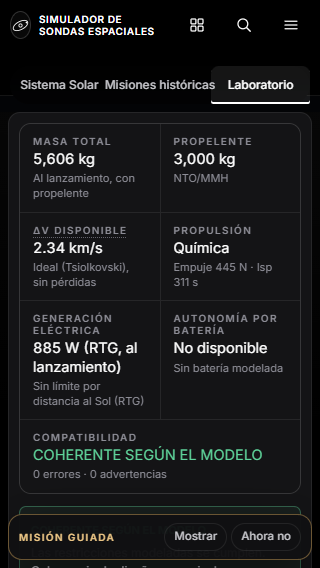 SIMULADOR DE
SONDAS ESPACIALES
Sistema Solar Misiones históricas Laboratorio
MASA TOTAL
5,606 kg
Al lanzamiento, con
propelente
PROPELENTE
3,000 kg
NTO/MMH
ΔV DISPONIBLE
2.34 km/s
Ideal (Tsiolkovski),
sin pérdidas
PROPULSIÓN
Química
Empuje 445 N · Isp
311 s
GENERACIÓN
ELÉCTRICA
885 W (RTG, al
lanzamiento)
Sin límite por
distancia al Sol (RTG)
AUTONOMÍA POR
BATERÍA
No disponible
Sin batería modelada
COMPATIBILIDAD
COHERENTE SEGÚN EL MODELO
0 errores · 0 advertencias
MISIÓN GUIADA
Mostrar
Ahora no